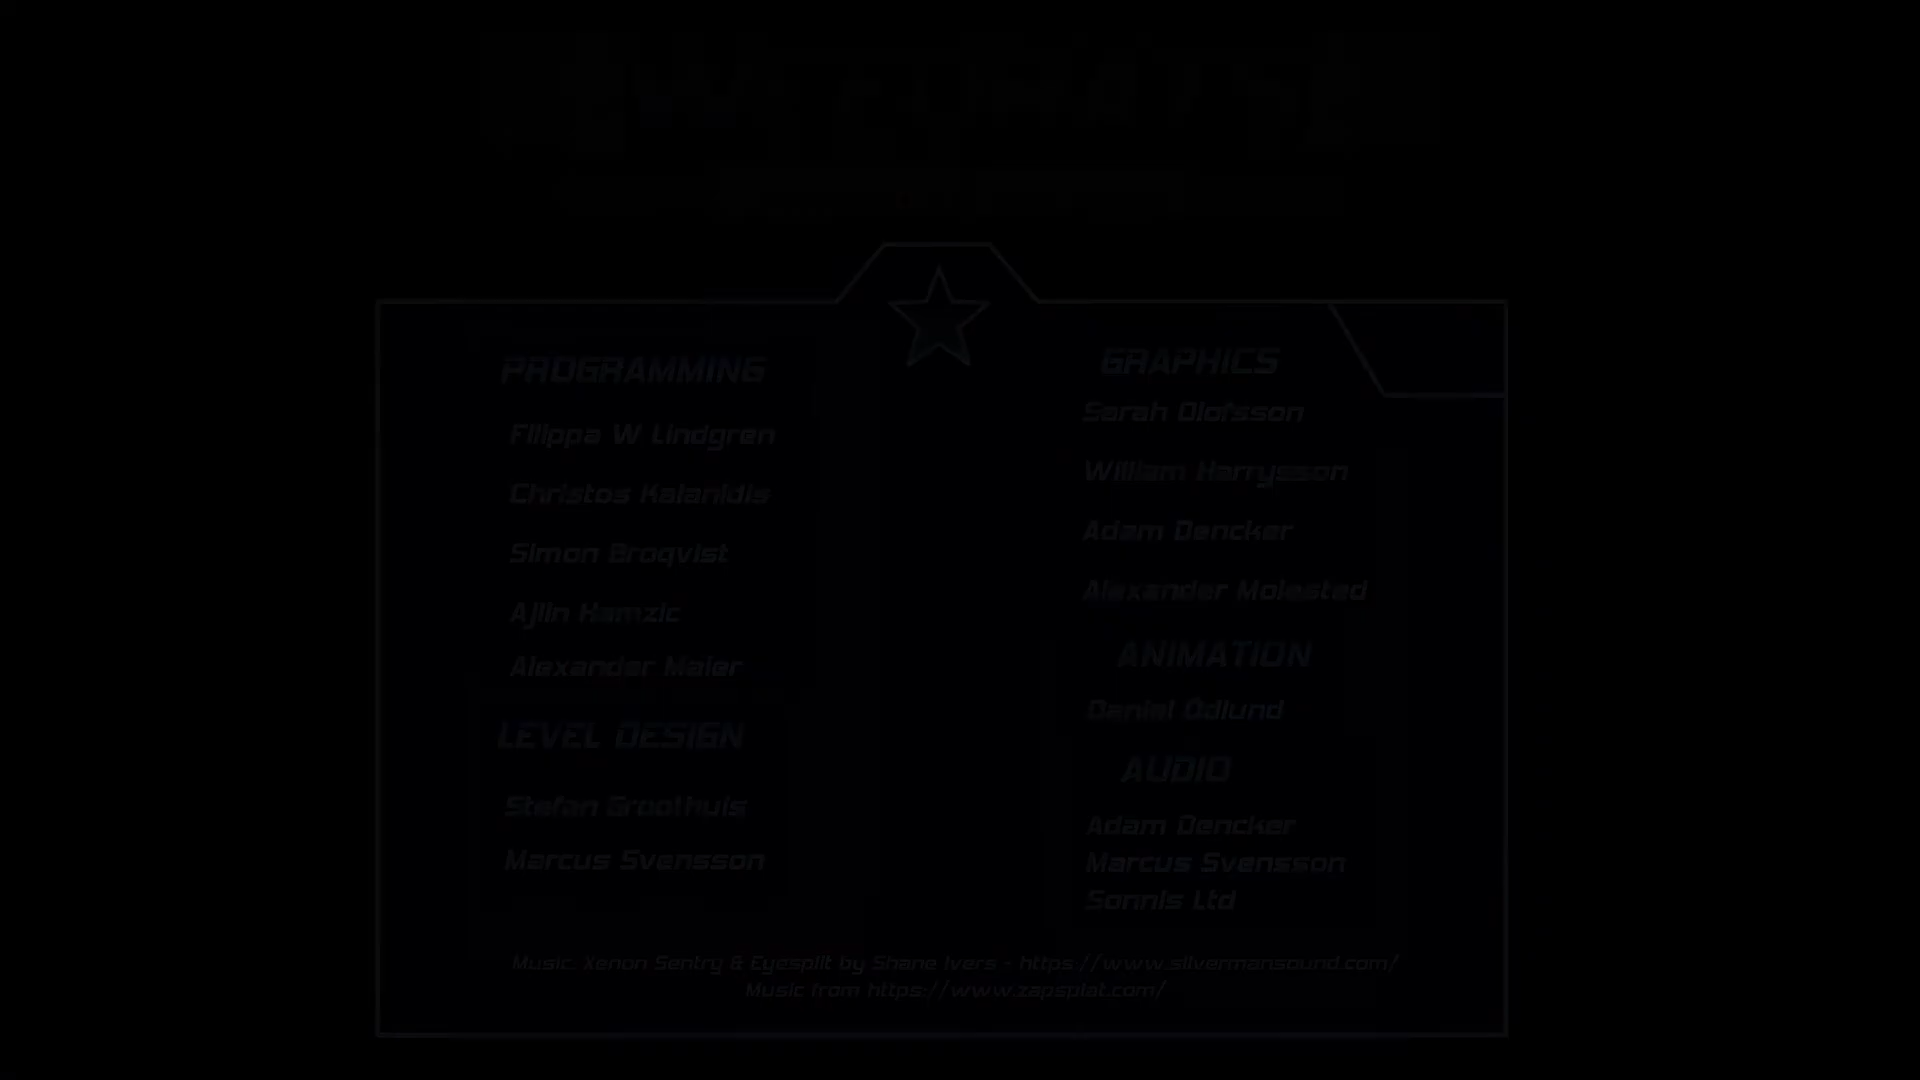 PROGRAMMING
Filippa W Lindgren
Christos Kalanidis
Simon Broqvist
Ajlin Hamzic
Alexander Maier
LEVEL DESIGN
Stefan Groothuis
Marcus Svensson
GRAPHICS
Sarah Olofsson
William Harrysson
Adam Dencker
Alexander Molested
ANIMATION
Daniel Odlund
AUDIO
Adam Dencker
Marcus Svensson
Sonnis Ltd
Music: Xenon Sentry & Eyesplit by Shane Ivers - https://www.silvermansound.com/
Music from https://www.zapsplat.com/